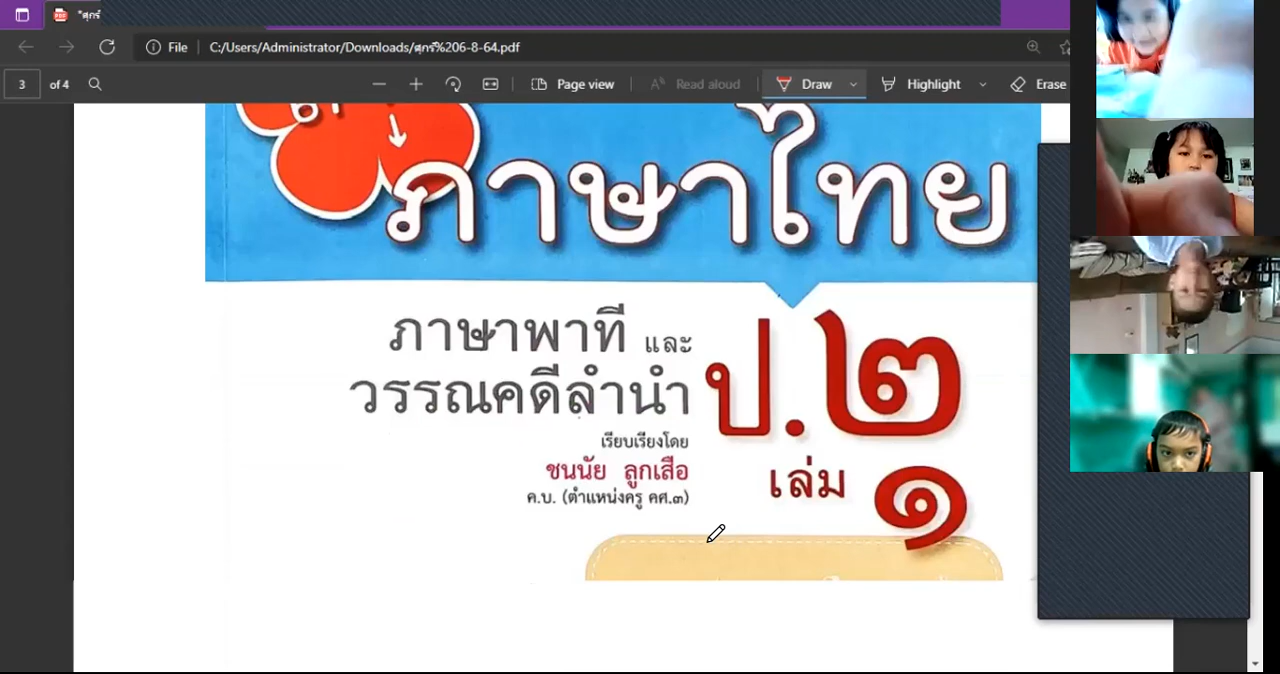 "ศุกร์
File C:/Users/Administrator/Downloads/ศุกร์%206-8-64.pdf
3 of 4 Page view Read aloud Draw Highlight Erase
ภาษาไทย
ภาษาพาที และ
วรรณคดีลำนำ
ป.๒
เรียบเรียงโดย
ชนนัย ลูกเสือ
ค.บ. (ตำแหน่งครู คศ.๓)
เล่ม ๑